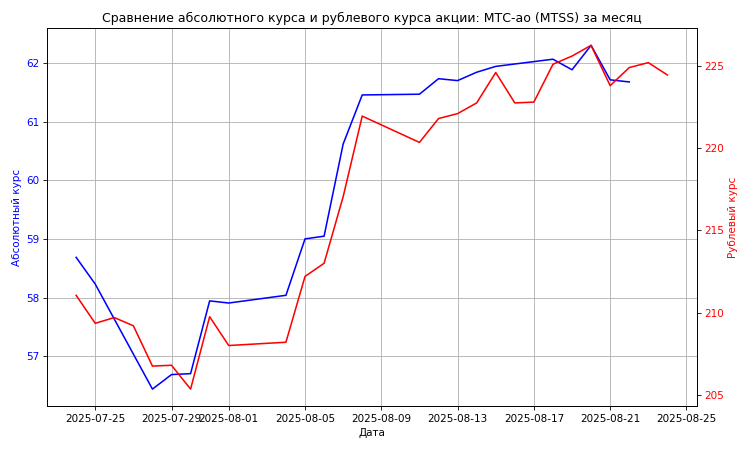 Сравнение абсолютного курса и рублевого курса акции: МТС-ао (MTSS) за месяц
Абсолютный курс
62
61
60
59
58
57
225
220
215
210
205
Рублевый курс
2025-07-25 2025-07-29 2025-08-01 2025-08-05 2025-08-09 2025-08-13 2025-08-17 2025-08-21 2025-08-25
Дата